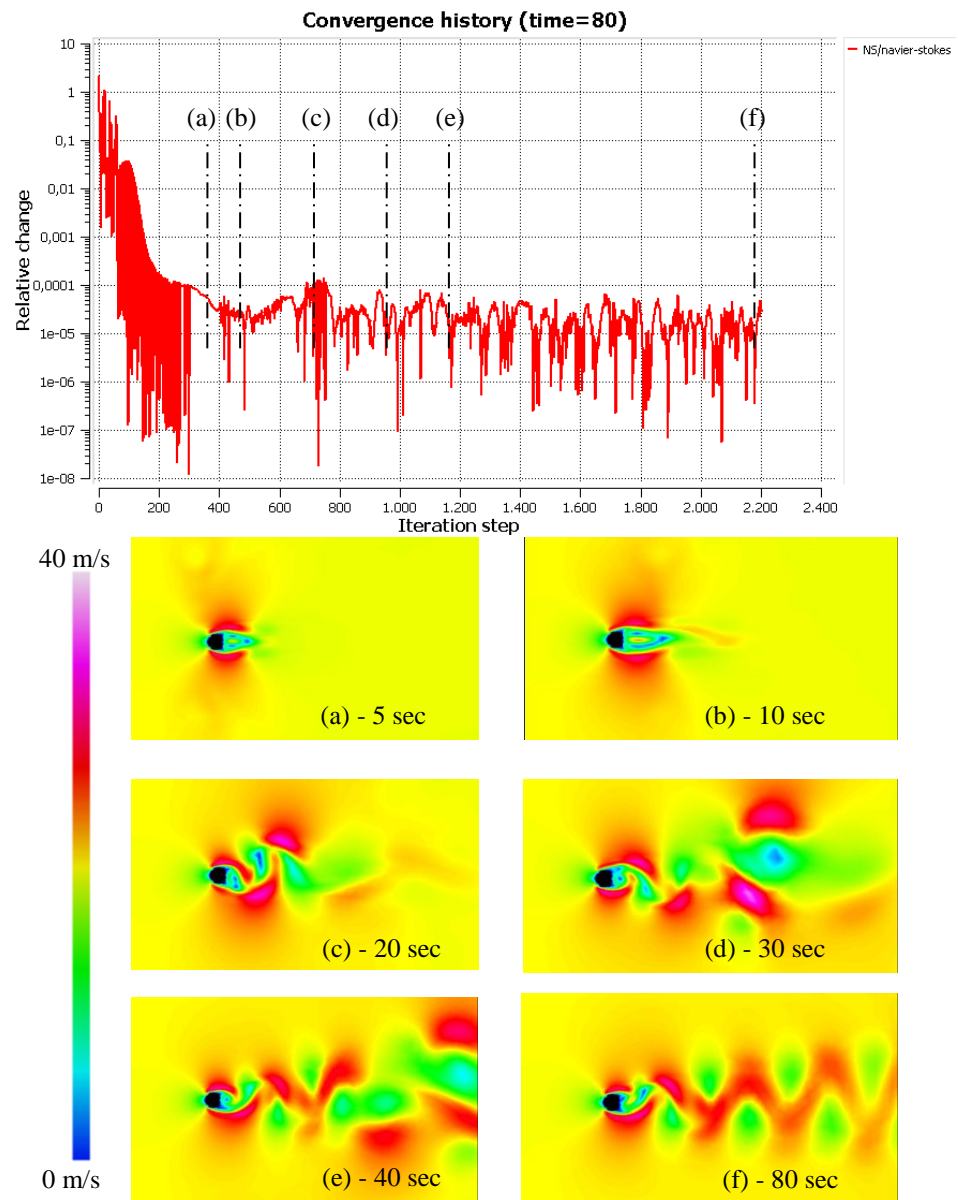 Convergence history (time=80)
10
1
0,1
0,01
0,001
0,0001
1e-05
1e-06
1e-07
1e-08
Relative change
(a) (b) (c) (d) (e) (f)
NS/navier-stokes
0 200 400 600 800 1.000 1.200 1.400 1.600 1.800 2.000 2.200 2.400
Iteration step
40 m/s
0 m/s
(a) - 5 sec
(b) - 10 sec
(c) - 20 sec
(d) - 30 sec
(e) - 40 sec
(f) - 80 sec